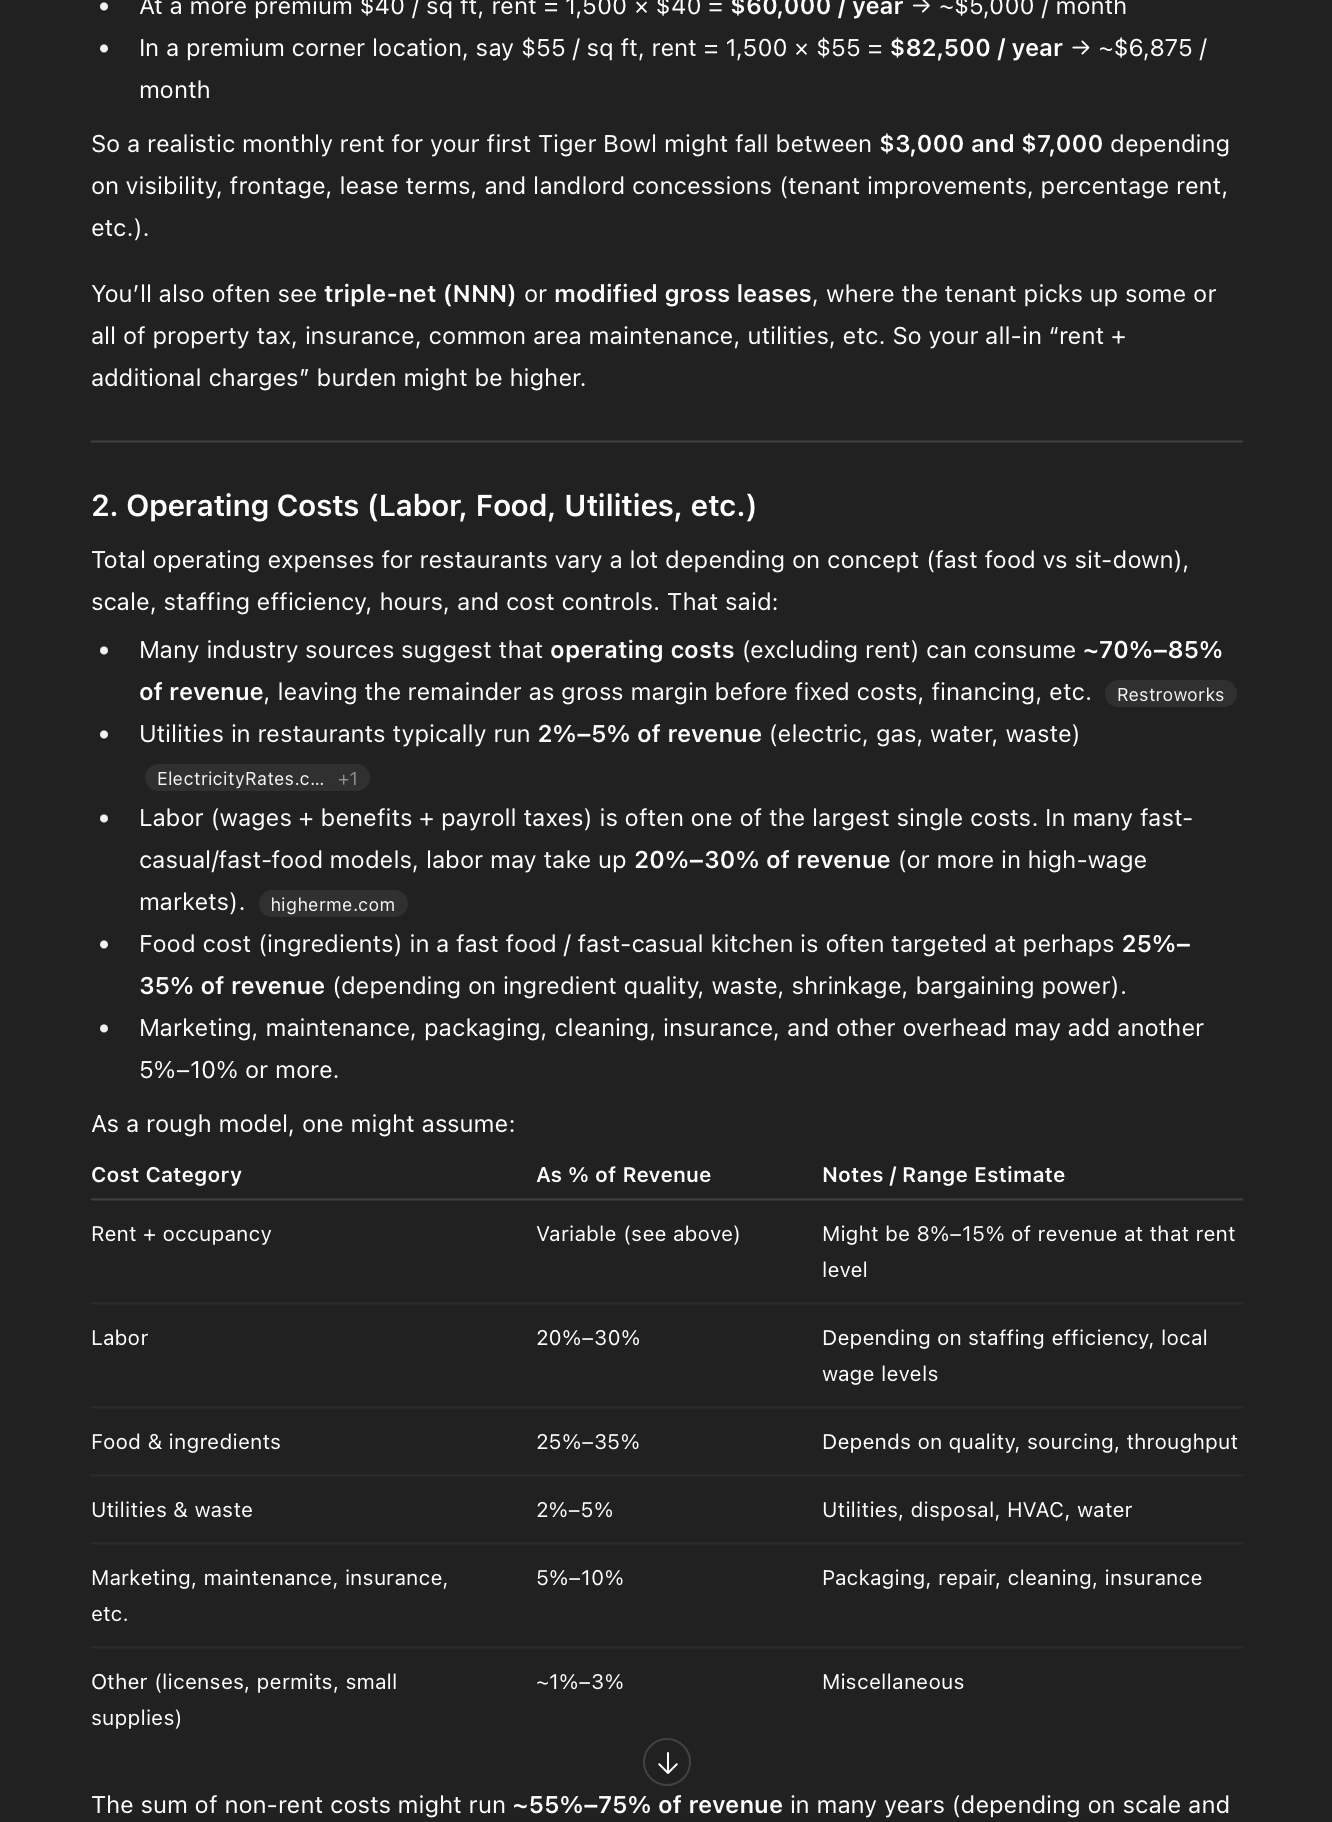 At a more premium $40 / sq ft, rent = 1,500 × $40 = $60,000 / year → ~$5,000 / month
In a premium corner location, say $55 / sq ft, rent = 1,500 × $55 = $82,500 / year → ~$6,875 /
month
So a realistic monthly rent for your first Tiger Bowl might fall between $3,000 and $7,000 depending
on visibility, frontage, lease terms, and landlord concessions (tenant improvements, percentage rent,
etc.).
You’ll also often see triple-net (NNN) or modified gross leases, where the tenant picks up some or
all of property tax, insurance, common area maintenance, utilities, etc. So your all-in “rent +
additional charges” burden might be higher.
2. Operating Costs (Labor, Food, Utilities, etc.)
Total operating expenses for restaurants vary a lot depending on concept (fast food vs sit-down),
scale, staffing efficiency, hours, and cost controls. That said:
Many industry sources suggest that operating costs (excluding rent) can consume ~70%–85%
of revenue, leaving the remainder as gross margin before fixed costs, financing, etc. Restroworks
Utilities in restaurants typically run 2%–5% of revenue (electric, gas, water, waste)
ElectricityRates.c... +1
Labor (wages + benefits + payroll taxes) is often one of the largest single costs. In many fast-
casual/fast-food models, labor may take up 20%–30% of revenue (or more in high-wage
markets). higherme.com
Food cost (ingredients) in a fast food / fast-casual kitchen is often targeted at perhaps 25%–
35% of revenue (depending on ingredient quality, waste, shrinkage, bargaining power).
Marketing, maintenance, packaging, cleaning, insurance, and other overhead may add another
5%–10% or more.
As a rough model, one might assume:
Cost Category As % of Revenue Notes / Range Estimate
Rent + occupancy Variable (see above) Might be 8%–15% of revenue at that rent
level
Labor 20%–30% Depending on staffing efficiency, local
wage levels
Food & ingredients 25%–35% Depends on quality, sourcing, throughput
Utilities & waste 2%–5% Utilities, disposal, HVAC, water
Marketing, maintenance, insurance, 5%–10% Packaging, repair, cleaning, insurance
etc.
Other (licenses, permits, small ~1%–3% Miscellaneous
supplies)
The sum of non-rent costs might run ~55%–75% of revenue in many years (depending on scale and